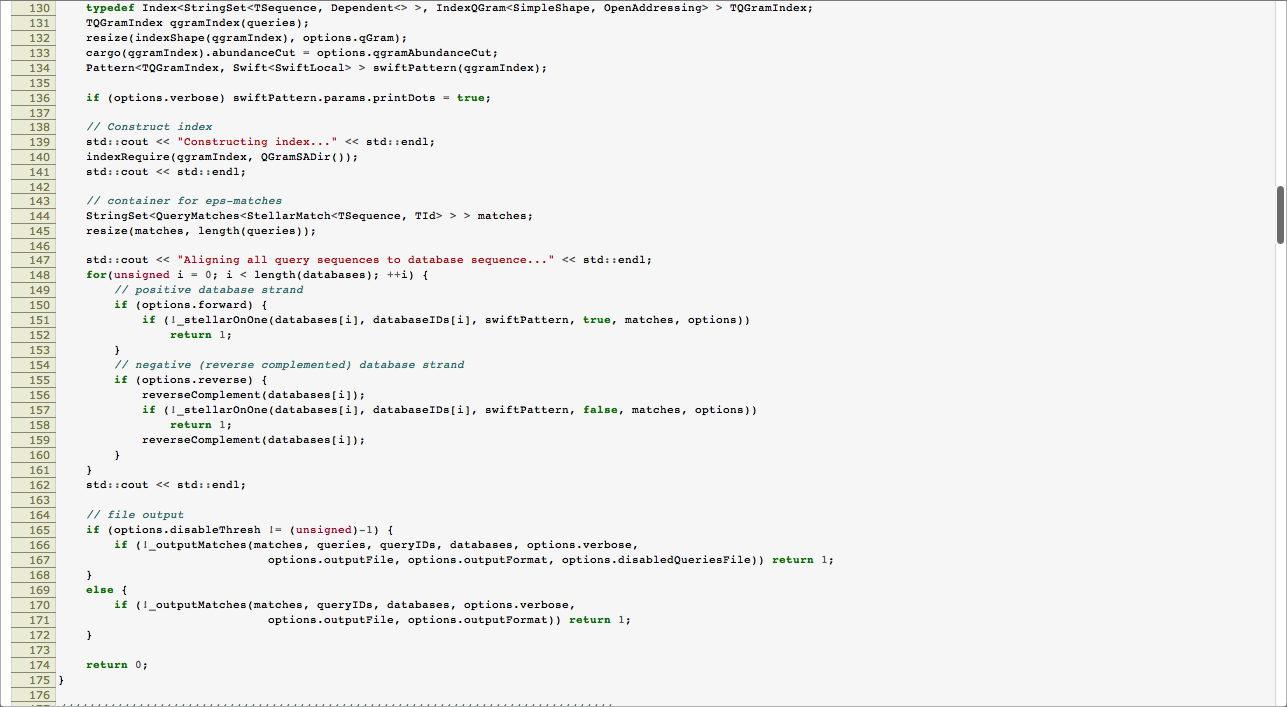 130 typedef Index<StringSet<TSequence, Dependent<> >, IndexQGram<SimpleShape, OpenAddressing> > TQGramIndex;
131 TQGramIndex qgramIndex(queries);
132 resize(indexShape(qgramIndex), options.qGram);
133 cargo(qgramIndex).abundanceCut = options.qgramAbundanceCut;
134 Pattern<TQGramIndex, Swift<SwiftLocal> > swiftPattern(qgramIndex);
135
136 if (options.verbose) swiftPattern.params.printDots = true;
137
138 // Construct index
139 std::cout << "Constructing index..." << std::endl;
140 indexRequire(qgramIndex, QGramSADir());
141 std::cout << std::endl;
142
143 // container for eps-matches
144 StringSet<QueryMatches<StellarMatch<TSequence, TId> > > matches;
145 resize(matches, length(queries));
146
147 std::cout << "Aligning all query sequences to database sequence..." << std::endl;
148 for(unsigned i = 0; i < length(databases); ++i) {
149 // positive database strand
150 if (options.forward) {
151 if (!_stellarOnOne(databases[i], databaseIDs[i], swiftPattern, true, matches, options))
152 return 1;
153 }
154 // negative (reverse complemented) database strand
155 if (options.reverse) {
156 reverseComplement(databases[i]);
157 if (!_stellarOnOne(databases[i], databaseIDs[i], swiftPattern, false, matches, options))
158 return 1;
159 reverseComplement(databases[i]);
160 }
161 }
162 std::cout << std::endl;
163
164 // file output
165 if (options.disableThresh != (unsigned)-1) {
166 if (!_outputMatches(matches, queries, queryIDs, databases, options.verbose,
167 options.outputFile, options.outputFormat, options.disabledQueriesFile)) return 1;
168 }
169 else {
170 if (!_outputMatches(matches, queryIDs, databases, options.verbose,
171 options.outputFile, options.outputFormat)) return 1;
172 }
173
174 return 0;
175 }
176